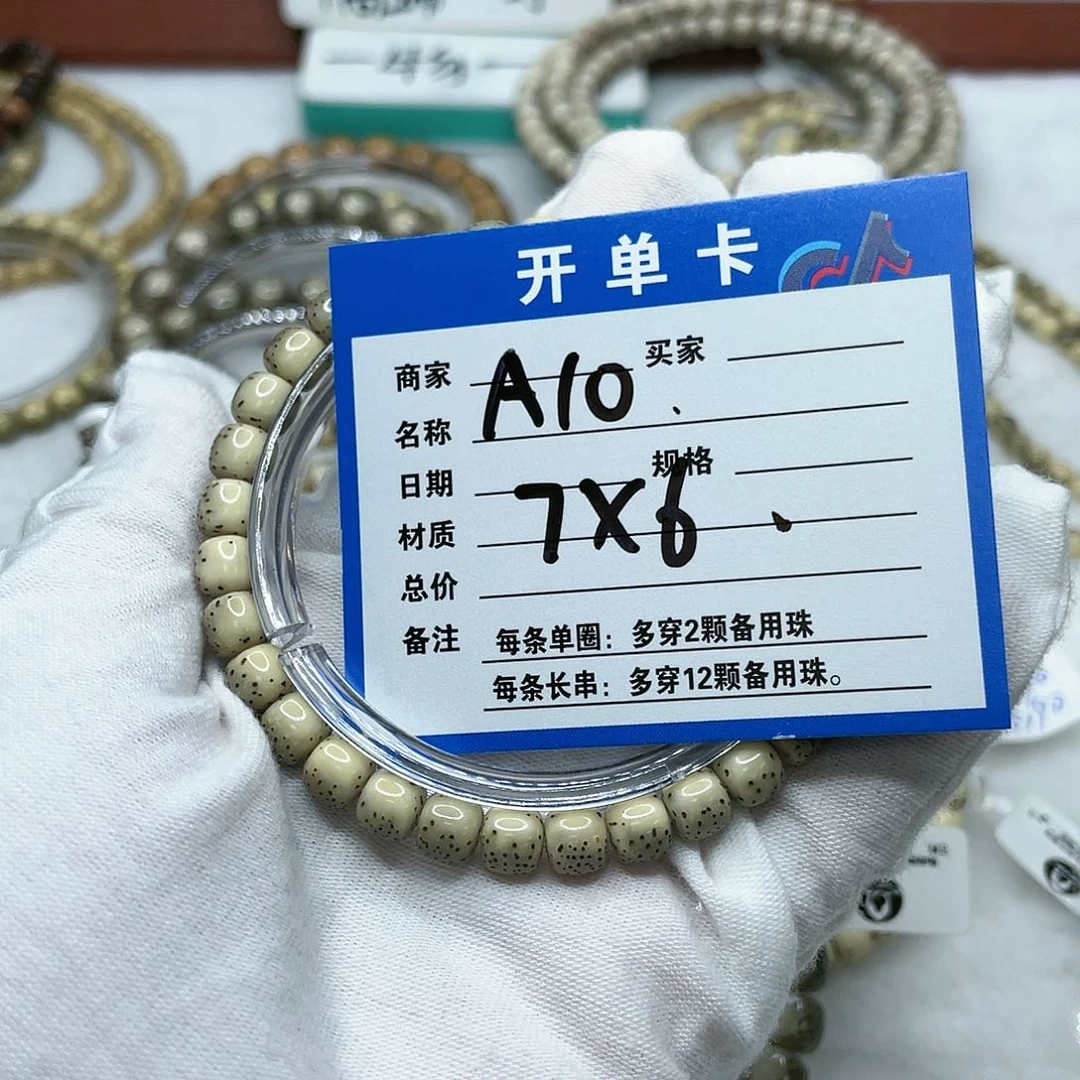 开单卡
商家 A10 买家
名称
日期 规格
材质 7X6
总价
备注 每条单圈：多穿2颗备用珠
每条长串：多穿12颗备用珠。